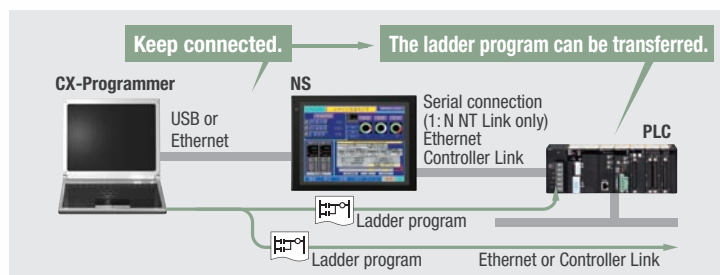 Keep connected.
The ladder program can be transferred.
CX-Programmer
NS
PLC
USB or
Ethernet
Serial connection
(1: N NT Link only)
Ethernet
Controller Link
Ladder program
Ladder program
Ethernet or Controller Link